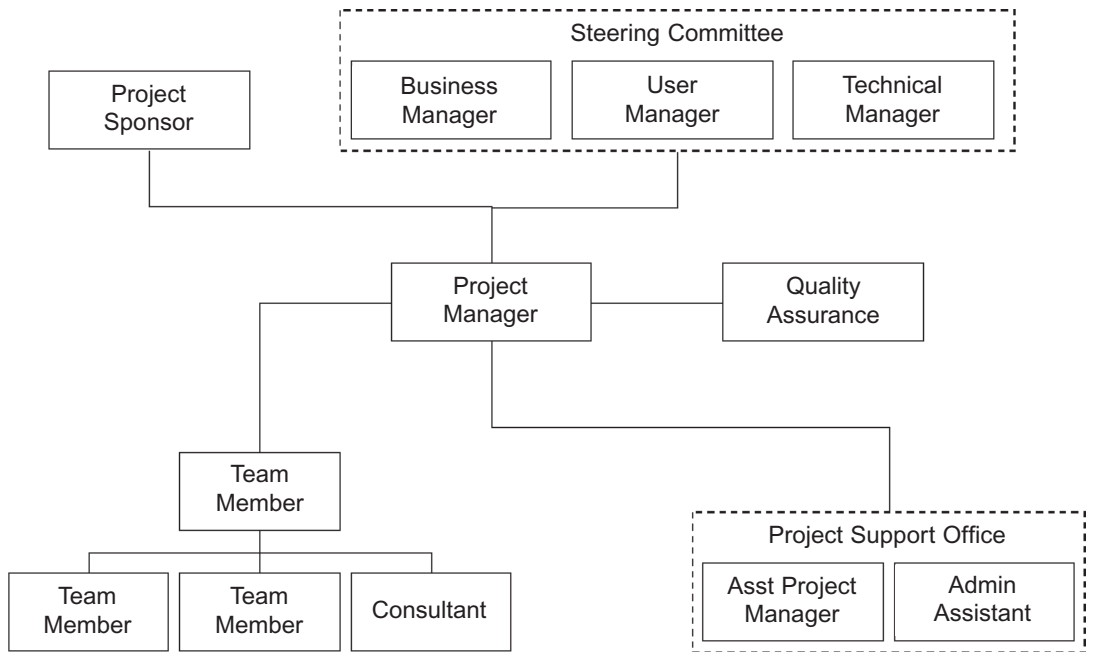 Steering Committee
Project
Sponsor
Business
Manager
User
Manager
Technical
Manager
Project
Manager
Quality
Assurance
Team
Member
Project Support Office
Team
Member
Team
Member
Consultant
Asst Project
Manager
Admin
Assistant